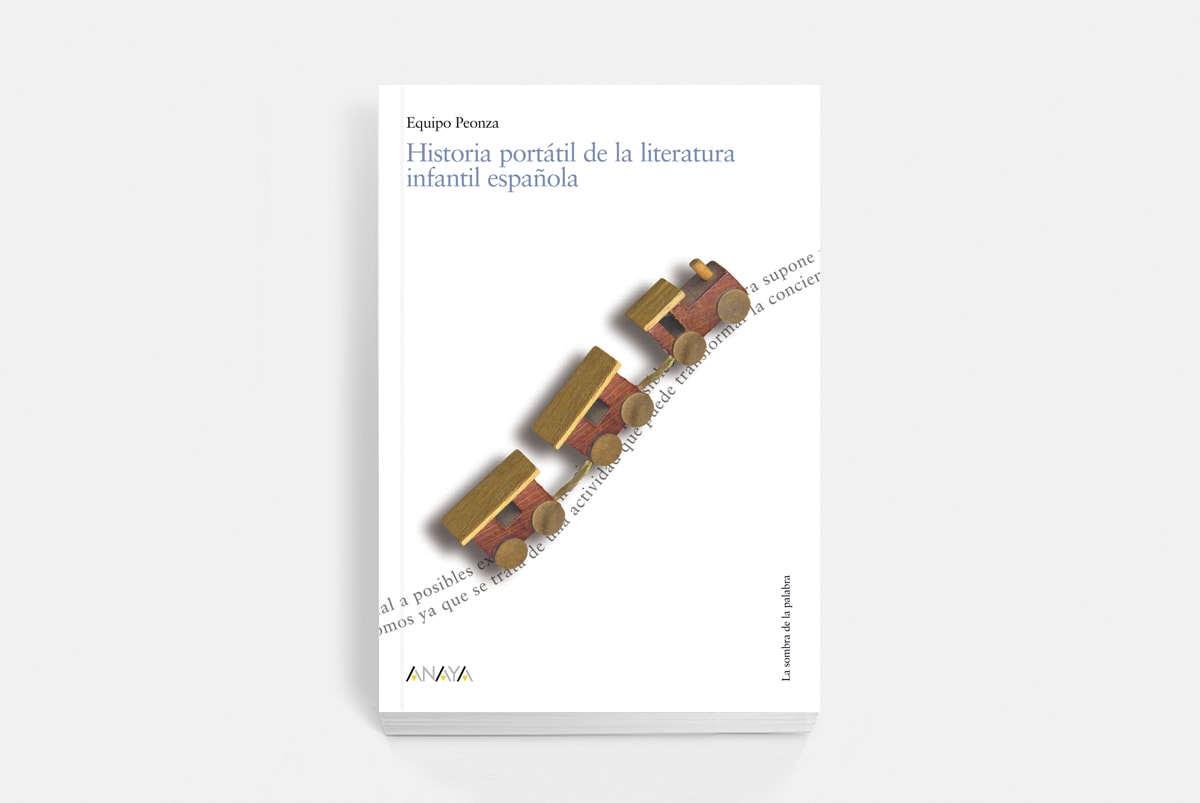 Equipo Peonza
Historia portátil de la literatura
infantil española
al a posibles ex ra supone
omos ya que se trata de una actividad que puede transformar la concien
La sombra de la palabra
ANAYA